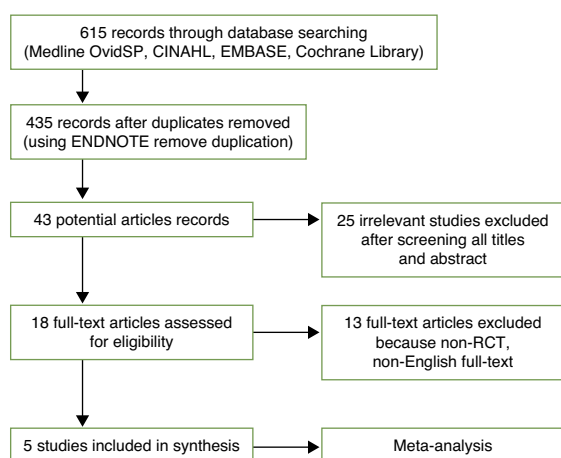 615 records through database searching
(Medline OvidSP, CINAHL, EMBASE, Cochrane Library)
435 records after duplicates removed
(using ENDNOTE remove duplication)
43 potential articles records
25 irrelevant studies excluded
after screening all titles
and abstract
18 full-text articles assessed
for eligibility
13 full-text articles excluded
because non-RCT,
non-English full-text
5 studies included in synthesis
Meta-analysis